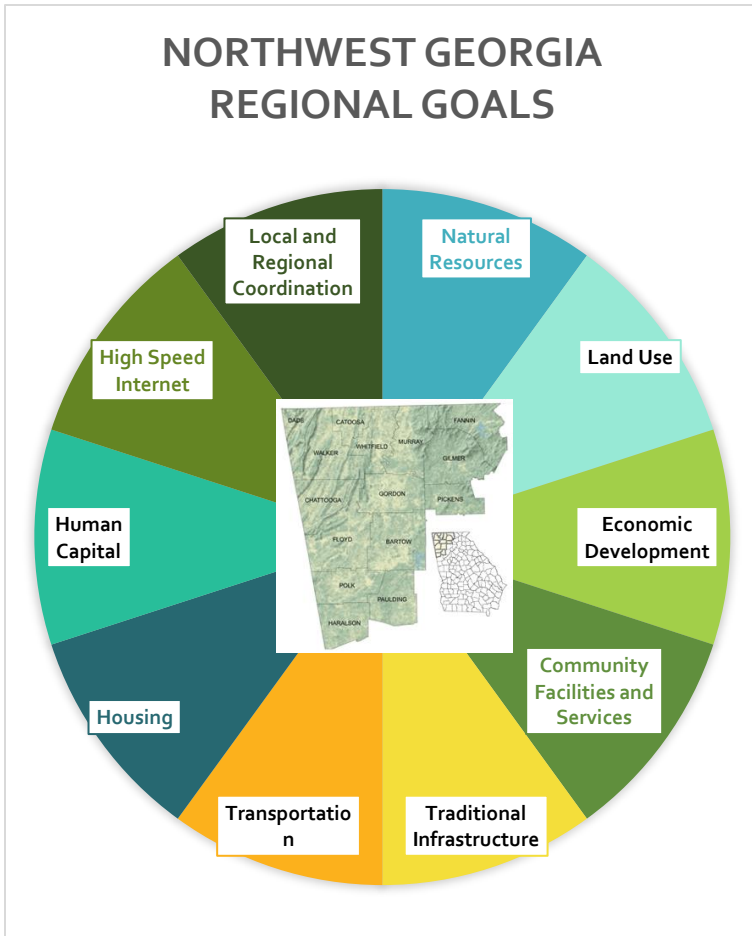 NORTHWEST GEORGIA
REGIONAL GOALS
Local and
Regional
Coordination
Natural
Resources
High Speed
Internet
Land Use
Human
Capital
Economic
Development
Housing
Community
Facilities and
Services
Transportatio
n
Traditional
Infrastructure
DADE
CATOOSA
FANNIN
WALKER
WHITFIELD
MURRAY
GILMER
CHATTOOGA
GORDON
PICKENS
FLOYD
BARTOW
POLK
PAULDING
HARALSON